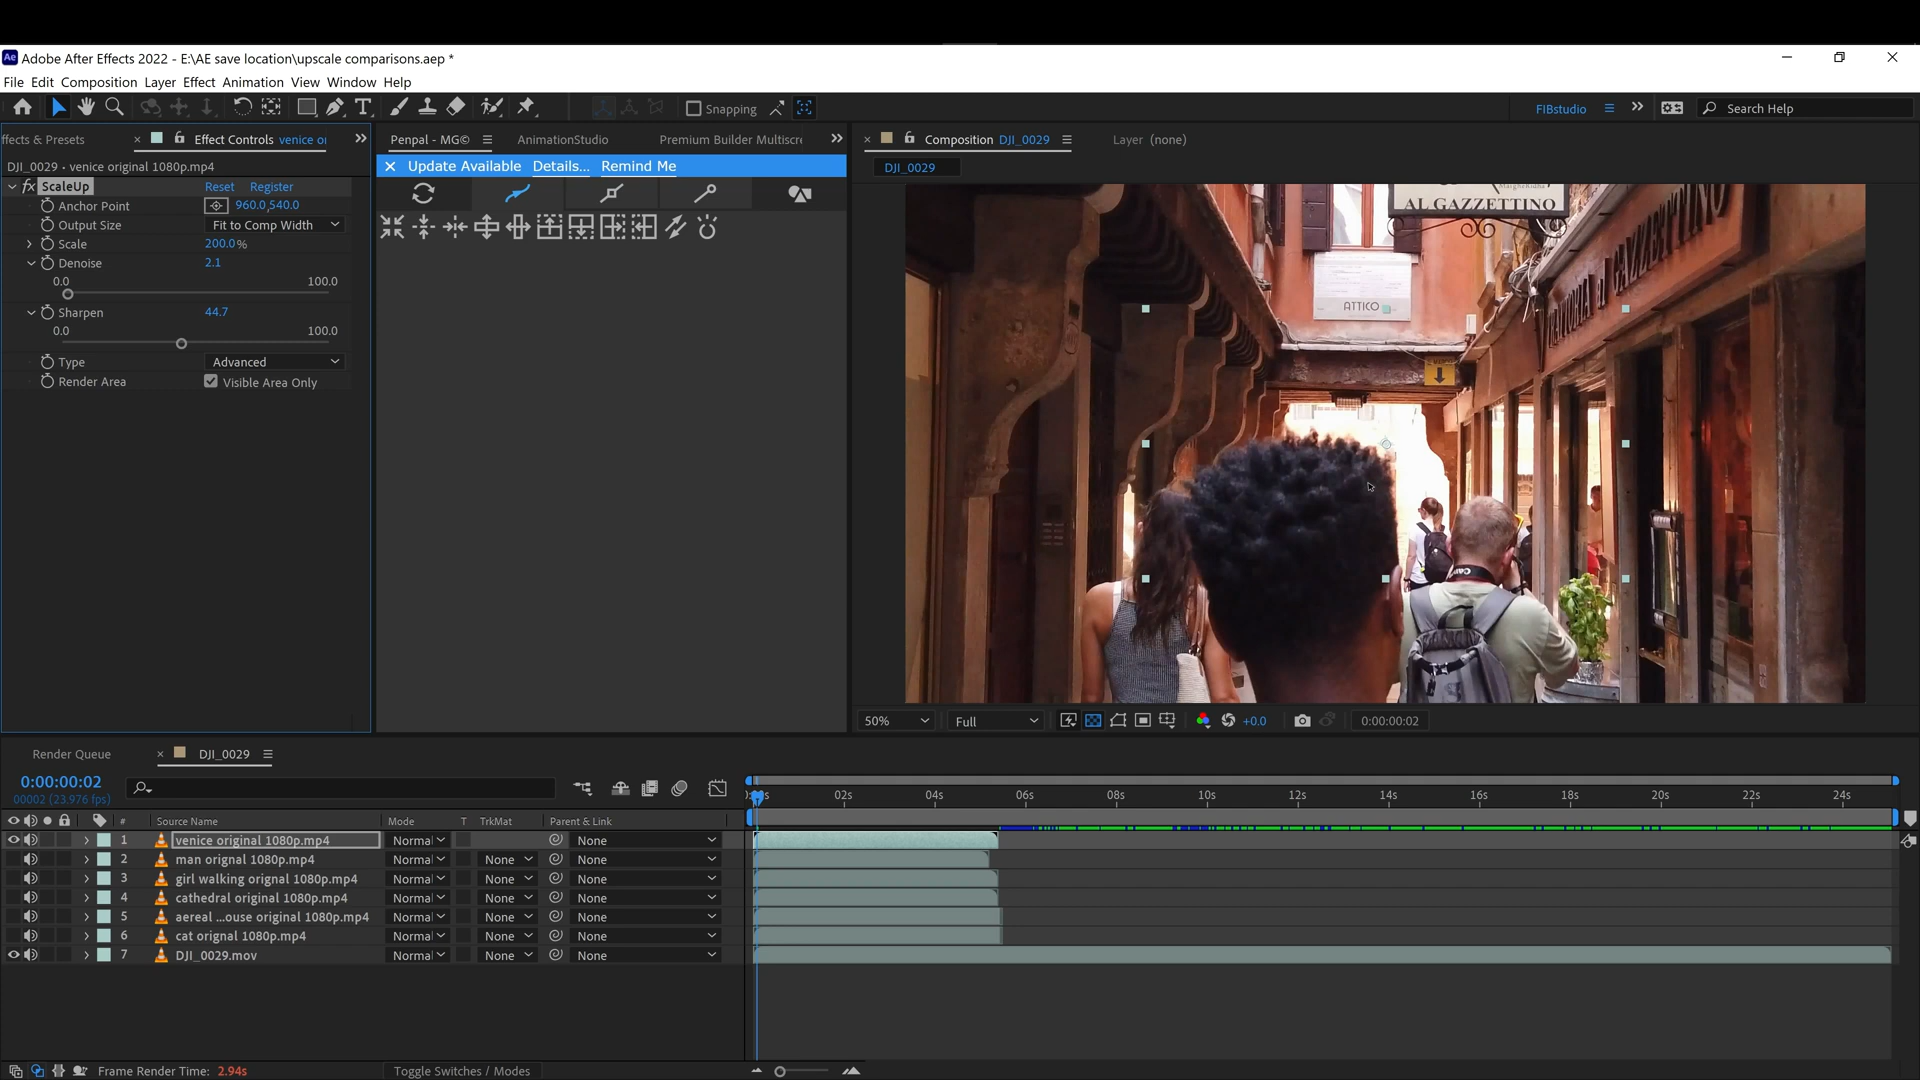 Adobe After Effects 2022 - E:\AE save location\upscale comparisons.aep *
File Edit Composition Layer Effect Animation View Window Help
Snapping
FIBstudio
Search Help
ffects & Presets
Effect Controls venice or
Penpal - MG©
AnimationStudio
Premium Builder Multiscr
Composition DJI_0029
Layer (none)
DJI_0029 • venice original 1080p.mp4
Update Available Details... Remind Me
DJI_0029
fx ScaleUp Reset Register
Anchor Point 960.0,540.0
Output Size Fit to Comp Width
Scale 200.0%
Denoise 2.1
0.0 100.0
Sharpen 44.7
0.0 100.0
Type Advanced
Render Area Visible Area Only
AL GAZZETTINO
TRATTORIA al GAZZETTINO
ATTICO
Canon
50% Full +0.0 0:00:00:02
Render Queue
DJI_0029
0:00:00:02
00002 (23.976 fps)
02s 04s 06s 08s 10s 12s 14s 16s 18s 20s 22s 24s
# Source Name Mode T TrkMat Parent & Link
1 venice original 1080p.mp4 Normal None
2 man orignal 1080p.mp4 Normal None None
3 girl walking orignal 1080p.mp4 Normal None None
4 cathedral original 1080p.mp4 Normal None None
5 aereal ...ouse original 1080p.mp4 Normal None None
6 cat orignal 1080p.mp4 Normal None None
7 DJI_0029.mov Normal None None
Frame Render Time: 2.94s
Toggle Switches / Modes